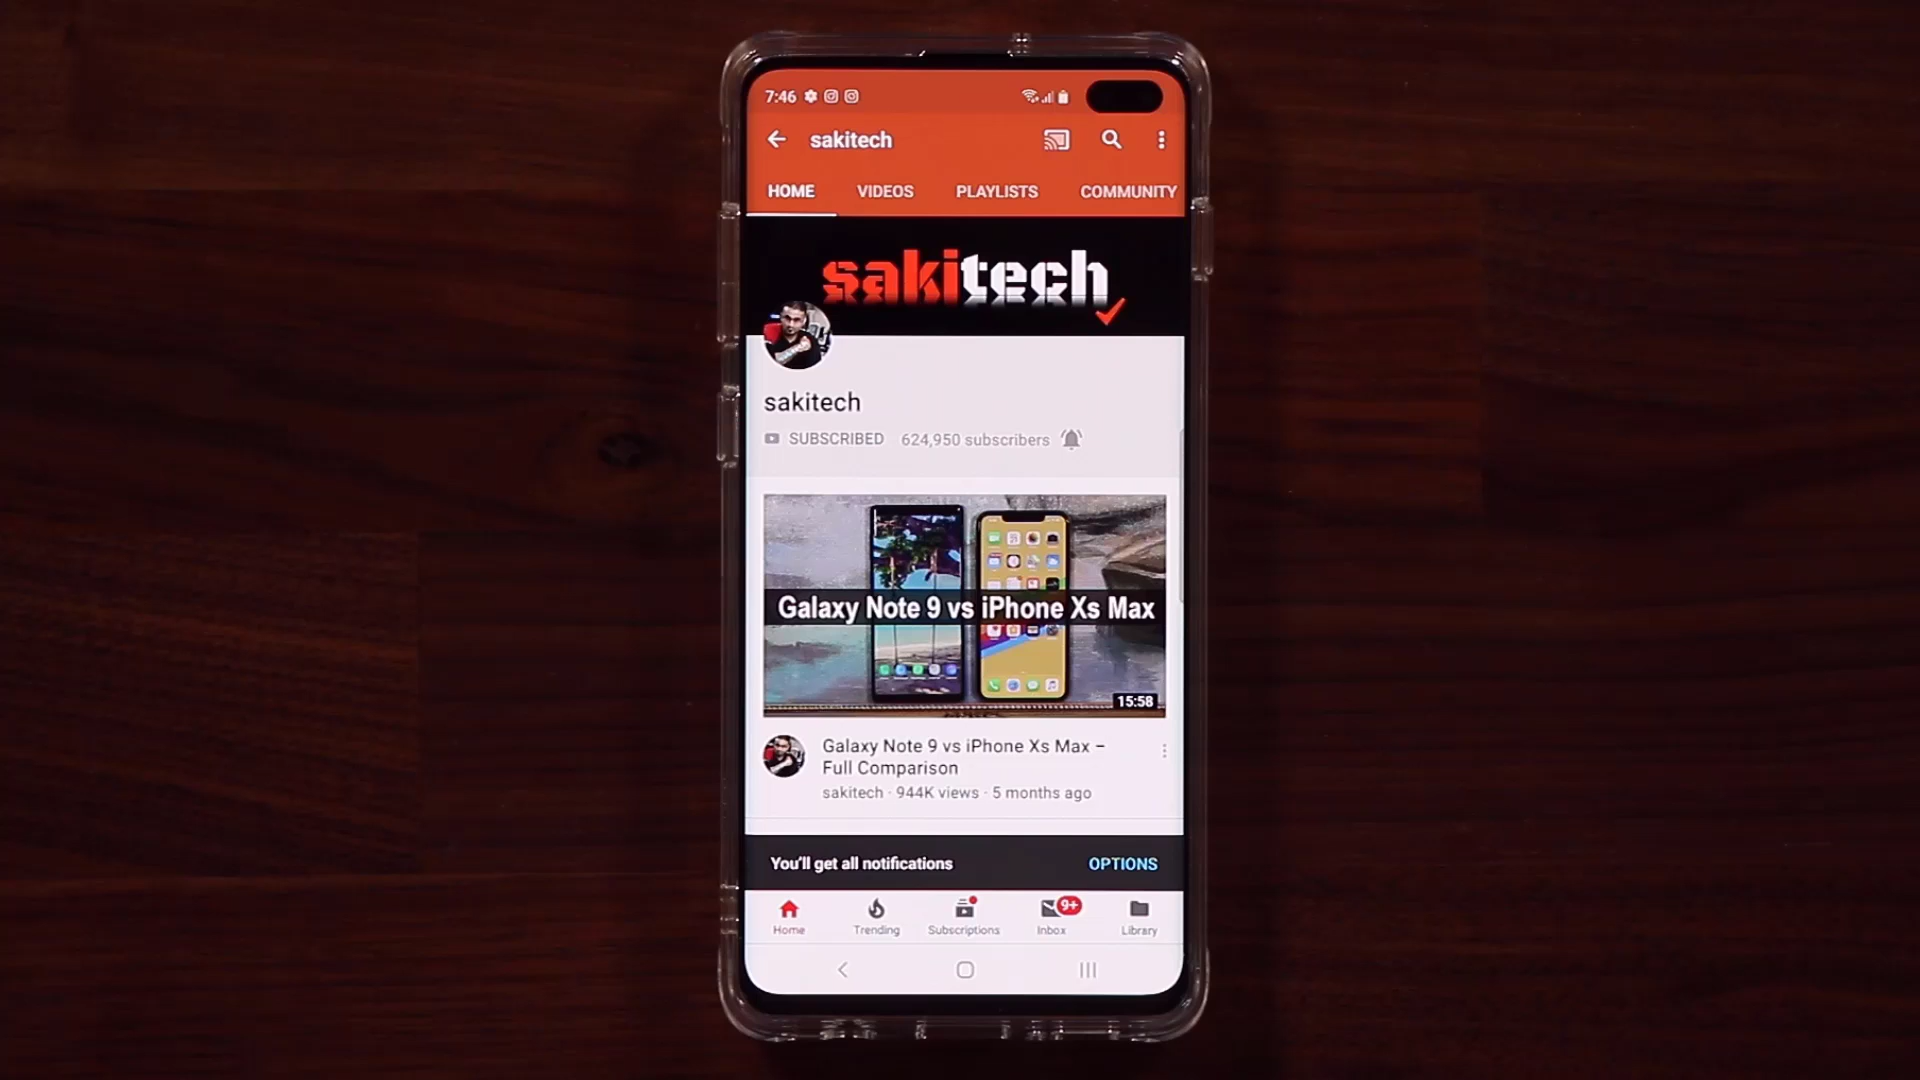 7:46
sakitech
HOME VIDEOS PLAYLISTS COMMUNITY
sakitech
sakitech
SUBSCRIBED 624,950 subscribers
Galaxy Note 9 vs iPhone Xs Max
15:58
Galaxy Note 9 vs iPhone Xs Max –
Full Comparison
sakitech · 944K views · 5 months ago
You'll get all notifications OPTIONS
9+
Home Trending Subscriptions Inbox Library